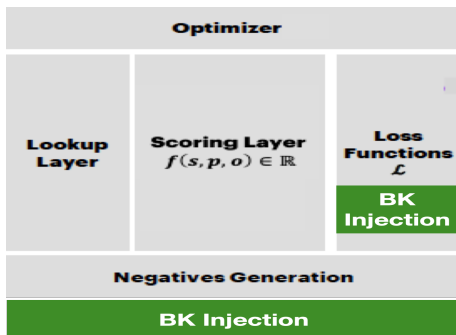 Optimizer
Lookup
Layer
Scoring Layer
f(s, p, o) ∈ ℝ
Loss
Functions
ℒ
BK
Injection
Negatives Generation
BK Injection